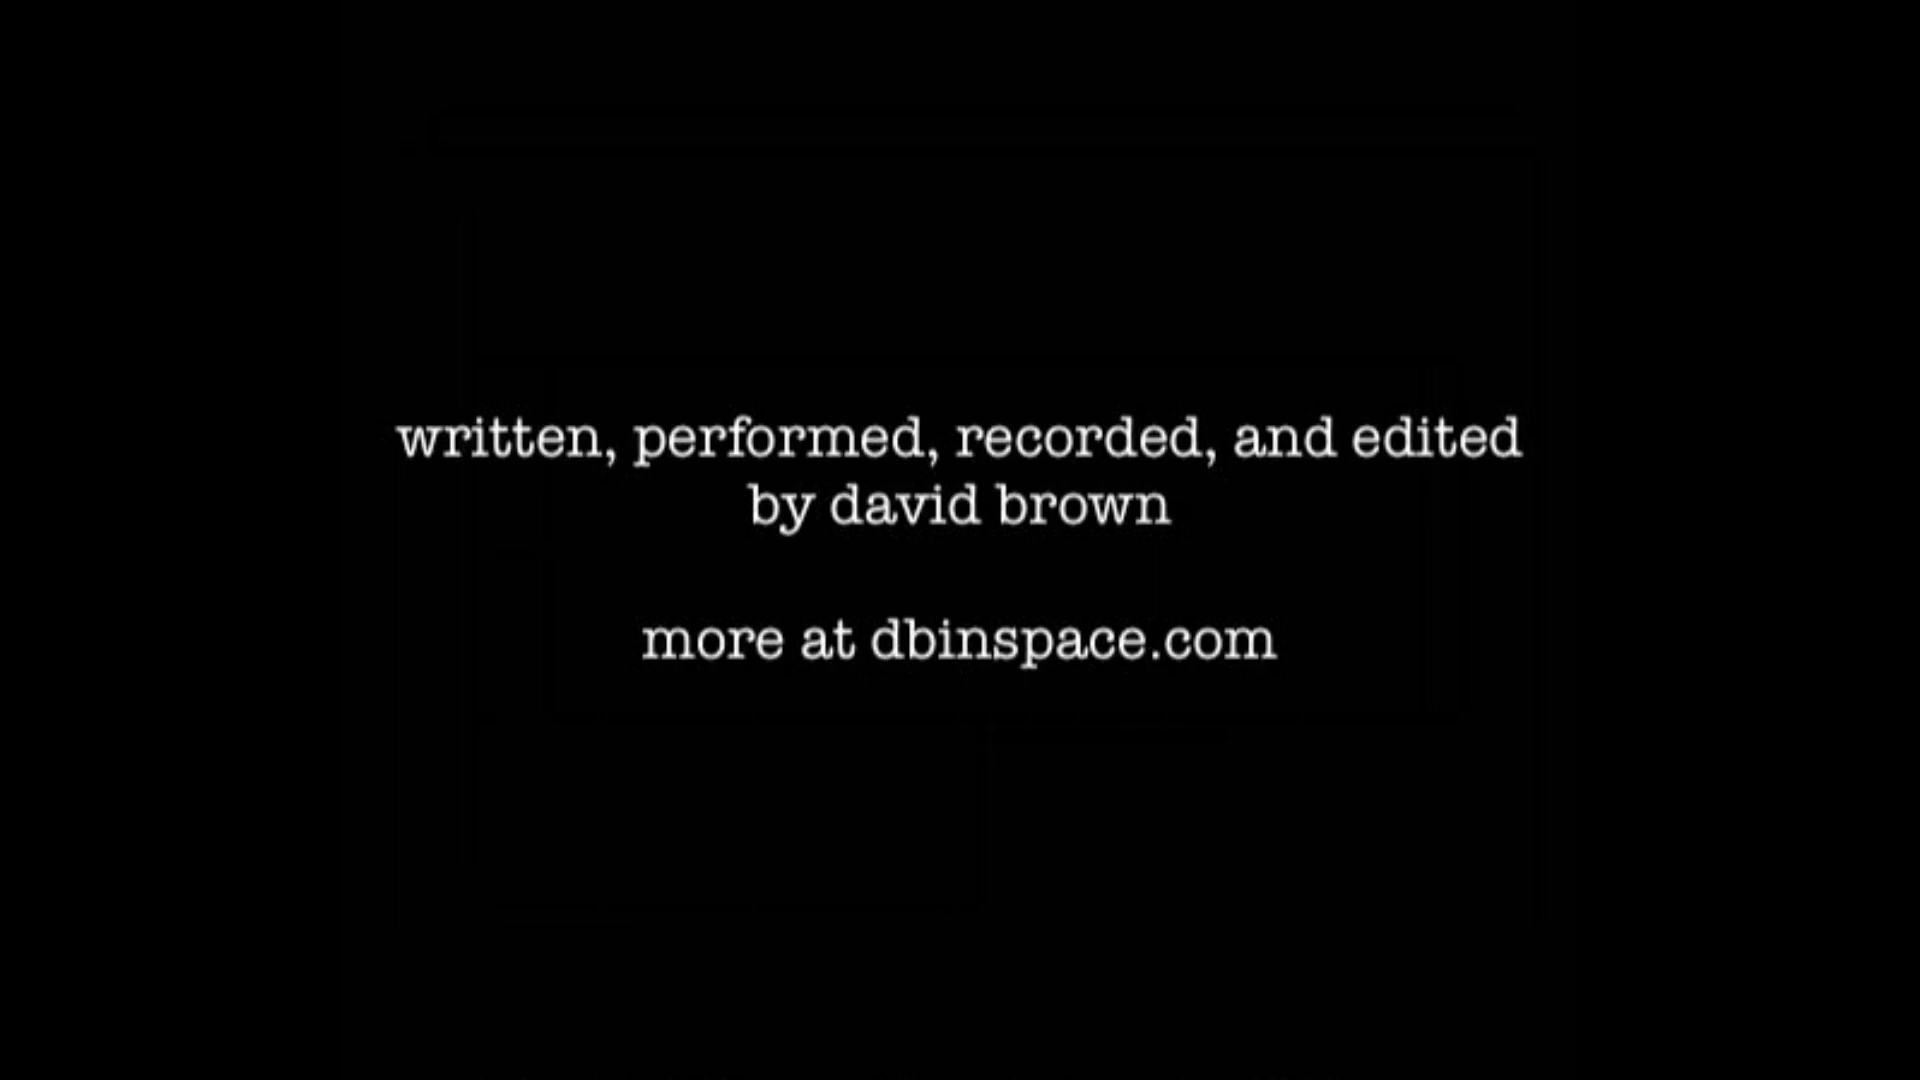 written, performed, recorded, and edited
by david brown
more at dbinspace.com